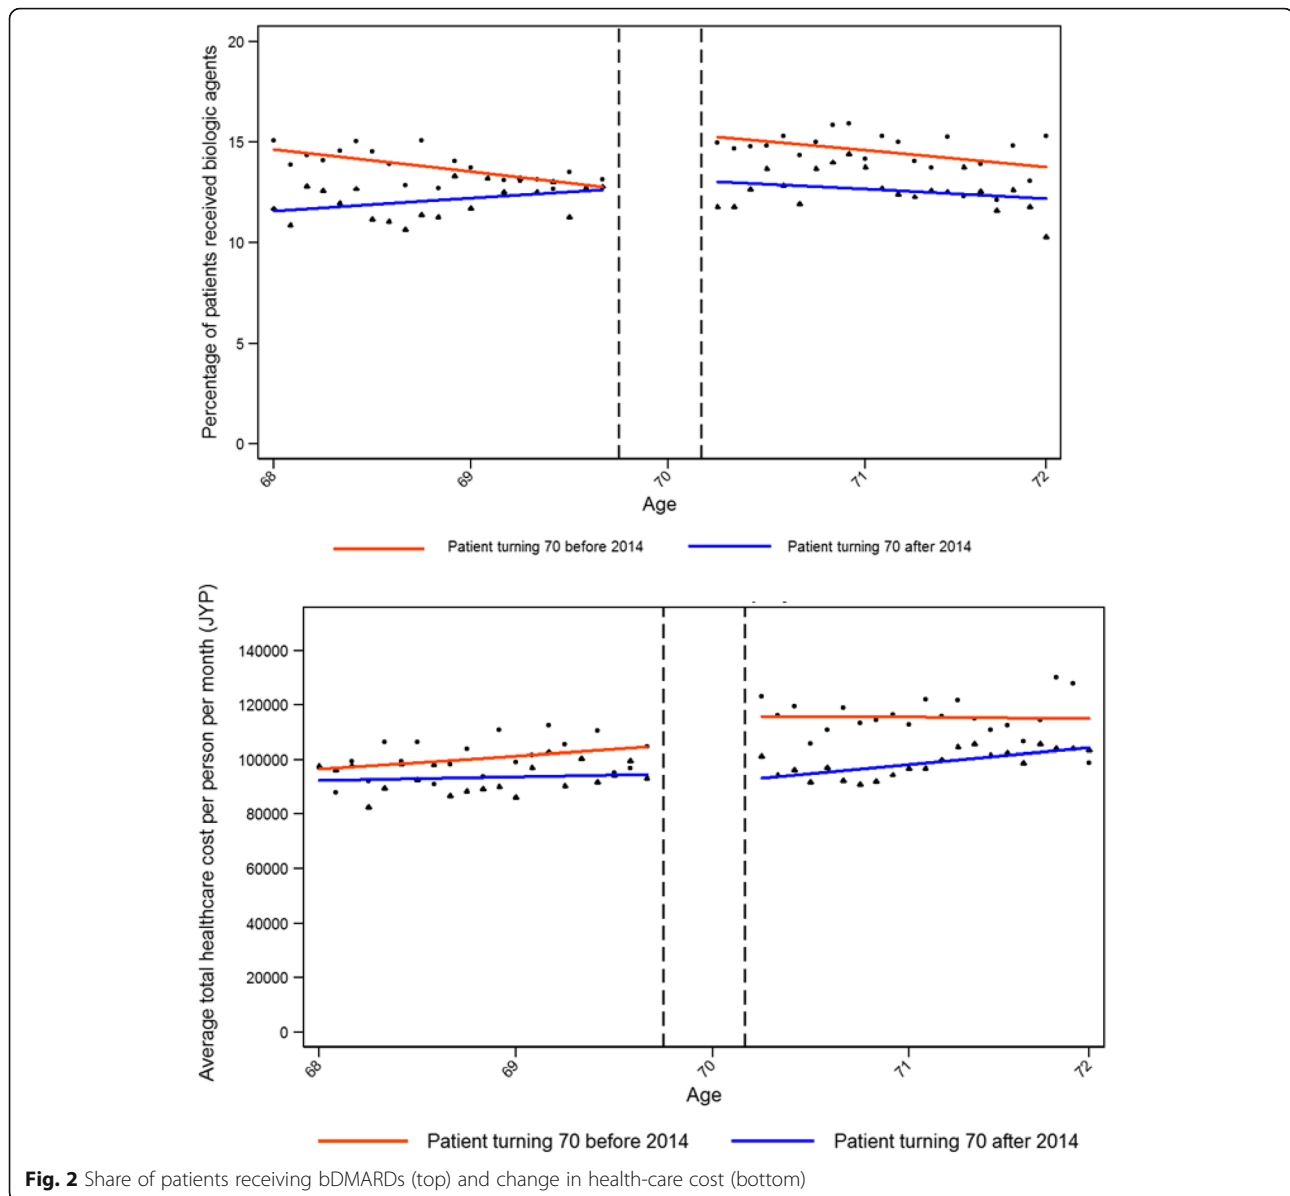 Percentage of patients received biologic agents
20
15
10
5
0
68
69
70
71
72
Age
Patient turning 70 before 2014
Patient turning 70 after 2014
Average total healthcare cost per person per month (JYP)
140000
120000
100000
80000
60000
40000
20000
0
68
69
70
71
72
Age
Patient turning 70 before 2014
Patient turning 70 after 2014
Fig. 2 Share of patients receiving bDMARDs (top) and change in health-care cost (bottom)